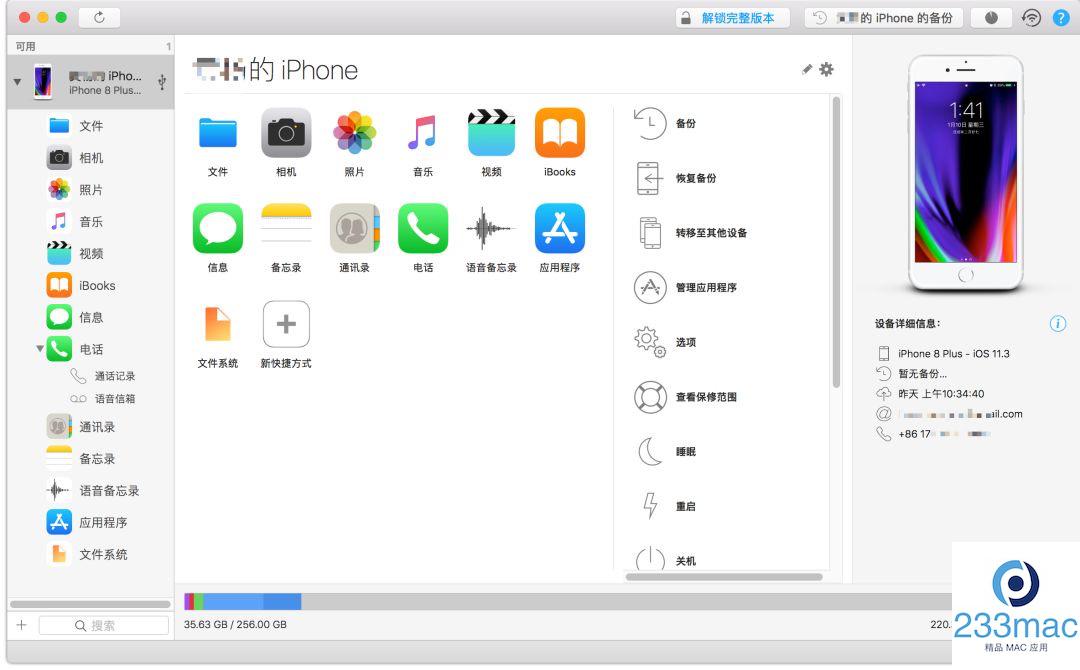 解锁完整版本
的 iPhone 的备份
可用
1
iPho...
iPhone 8 Plus...
文件
相机
照片
音乐
视频
iBooks
信息
电话
通话记录
语音信箱
通讯录
备忘录
语音备忘录
应用程序
文件系统
搜索
的 iPhone
文件
相机
照片
音乐
视频
iBooks
信息
备忘录
通讯录
电话
语音备忘录
应用程序
文件系统
新快捷方式
备份
恢复备份
转移至其他设备
管理应用程序
选项
查看保修范围
睡眠
重启
关机
1:41
1月10日 星期三
设备详细信息:
iPhone 8 Plus - iOS 11.3
暂无备份...
昨天 上午10:34:40
ail.com
+86 17
35.63 GB / 256.00 GB
220.
233mac
精品 MAC 应用